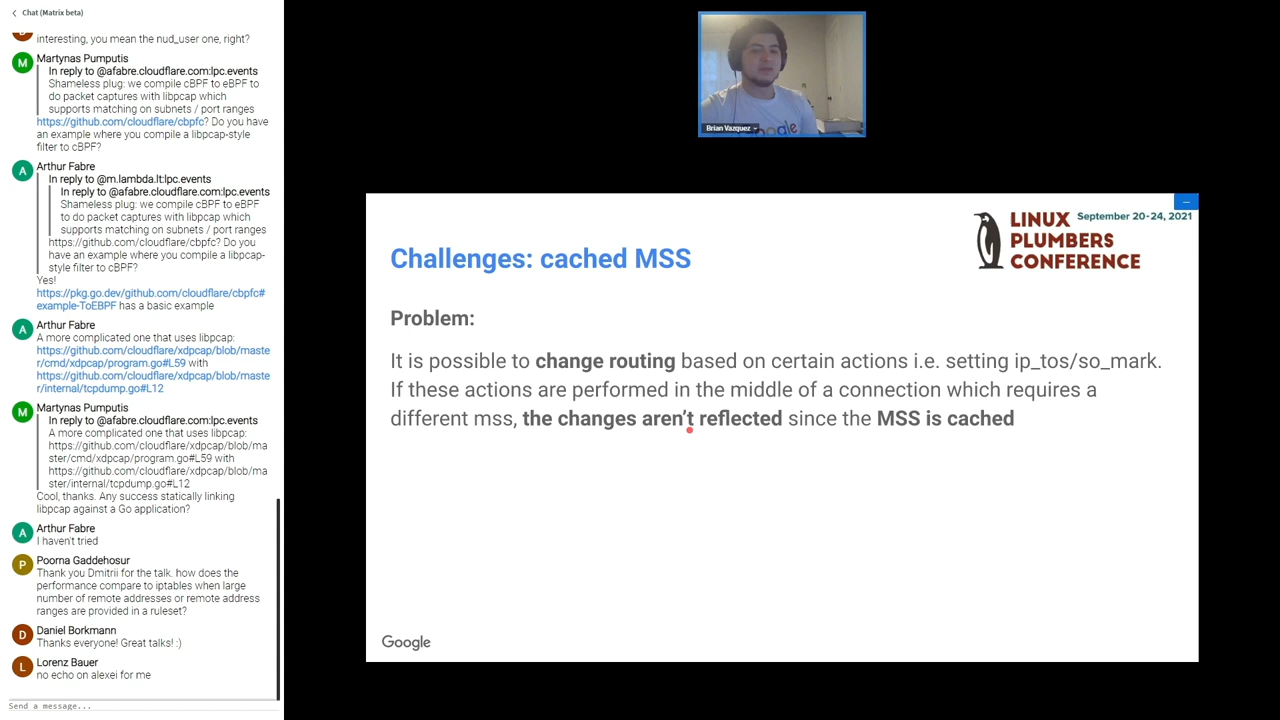 Chat (Matrix beta)
interesting, you mean the nud_user one, right?
M
Martynas Pumputis
In reply to @afabre.cloudflare.com:lpc.events
Shameless plug: we compile cBPF to eBPF to
do packet captures with libpcap which
supports matching on subnets / port ranges
https://github.com/cloudflare/cbpfc? Do you have
an example where you compile a libpcap-style
filter to cBPF?
A
Arthur Fabre
In reply to @m.lambda.lt:lpc.events
In reply to @afabre.cloudflare.com:lpc.events
Shameless plug: we compile cBPF to eBPF
to do packet captures with libpcap which
supports matching on subnets / port ranges
https://github.com/cloudflare/cbpfc? Do you
have an example where you compile a libpcap-
style filter to cBPF?
Yes!
https://pkg.go.dev/github.com/cloudflare/cbpfc#
example-ToEBPF has a basic example
A
Arthur Fabre
A more complicated one that uses libpcap:
https://github.com/cloudflare/xdpcap/blob/maste
r/cmd/xdpcap/program.go#L59 with
https://github.com/cloudflare/xdpcap/blob/maste
r/internal/tcpdump.go#L12
M
Martynas Pumputis
In reply to @afabre.cloudflare.com:lpc.events
A more complicated one that uses libpcap:
https://github.com/cloudflare/xdpcap/blob/ma
ster/cmd/xdpcap/program.go#L59 with
https://github.com/cloudflare/xdpcap/blob/ma
ster/internal/tcpdump.go#L12
Cool, thanks. Any success statically linking
libpcap against a Go application?
A
Arthur Fabre
I haven't tried
P
Poorna Gaddehosur
Thank you Dmitrii for the talk. how does the
performance compare to iptables when large
number of remote addresses or remote address
ranges are provided in a ruleset?
D
Daniel Borkmann
Thanks everyone! Great talks! :)
L
Lorenz Bauer
no echo on alexei for me
Send a message...
Brian Vazquez
LINUX
PLUMBERS
CONFERENCE
September 20-24, 2021
Challenges: cached MSS
Problem:
It is possible to change routing based on certain actions i.e. setting ip_tos/so_mark.
If these actions are performed in the middle of a connection which requires a
different mss, the changes aren't reflected since the MSS is cached
Google